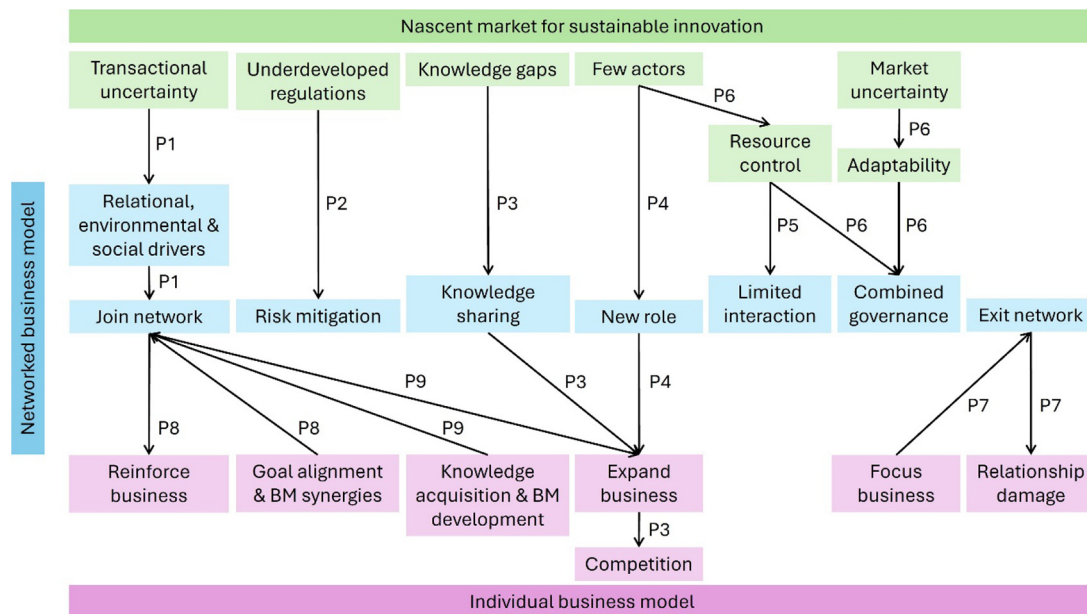 Nascent market for sustainable innovation
Transactional
uncertainty
Underdeveloped
regulations
Knowledge gaps
Few actors
Market
uncertainty
P6
P6
Resource
control
Adaptability
P1
Relational,
environmental &
social drivers
P2
P3
P4
P5
P6
P6
P1
Networked business model
Join network
Risk mitigation
Knowledge
sharing
New role
Limited
interaction
Combined
governance
Exit network
P9
P3
P4
P8
P8
P9
P7
P7
Reinforce
business
Goal alignment
& BM synergies
Knowledge
acquisition & BM
development
Expand
business
Focus
business
Relationship
damage
P3
Competition
Individual business model